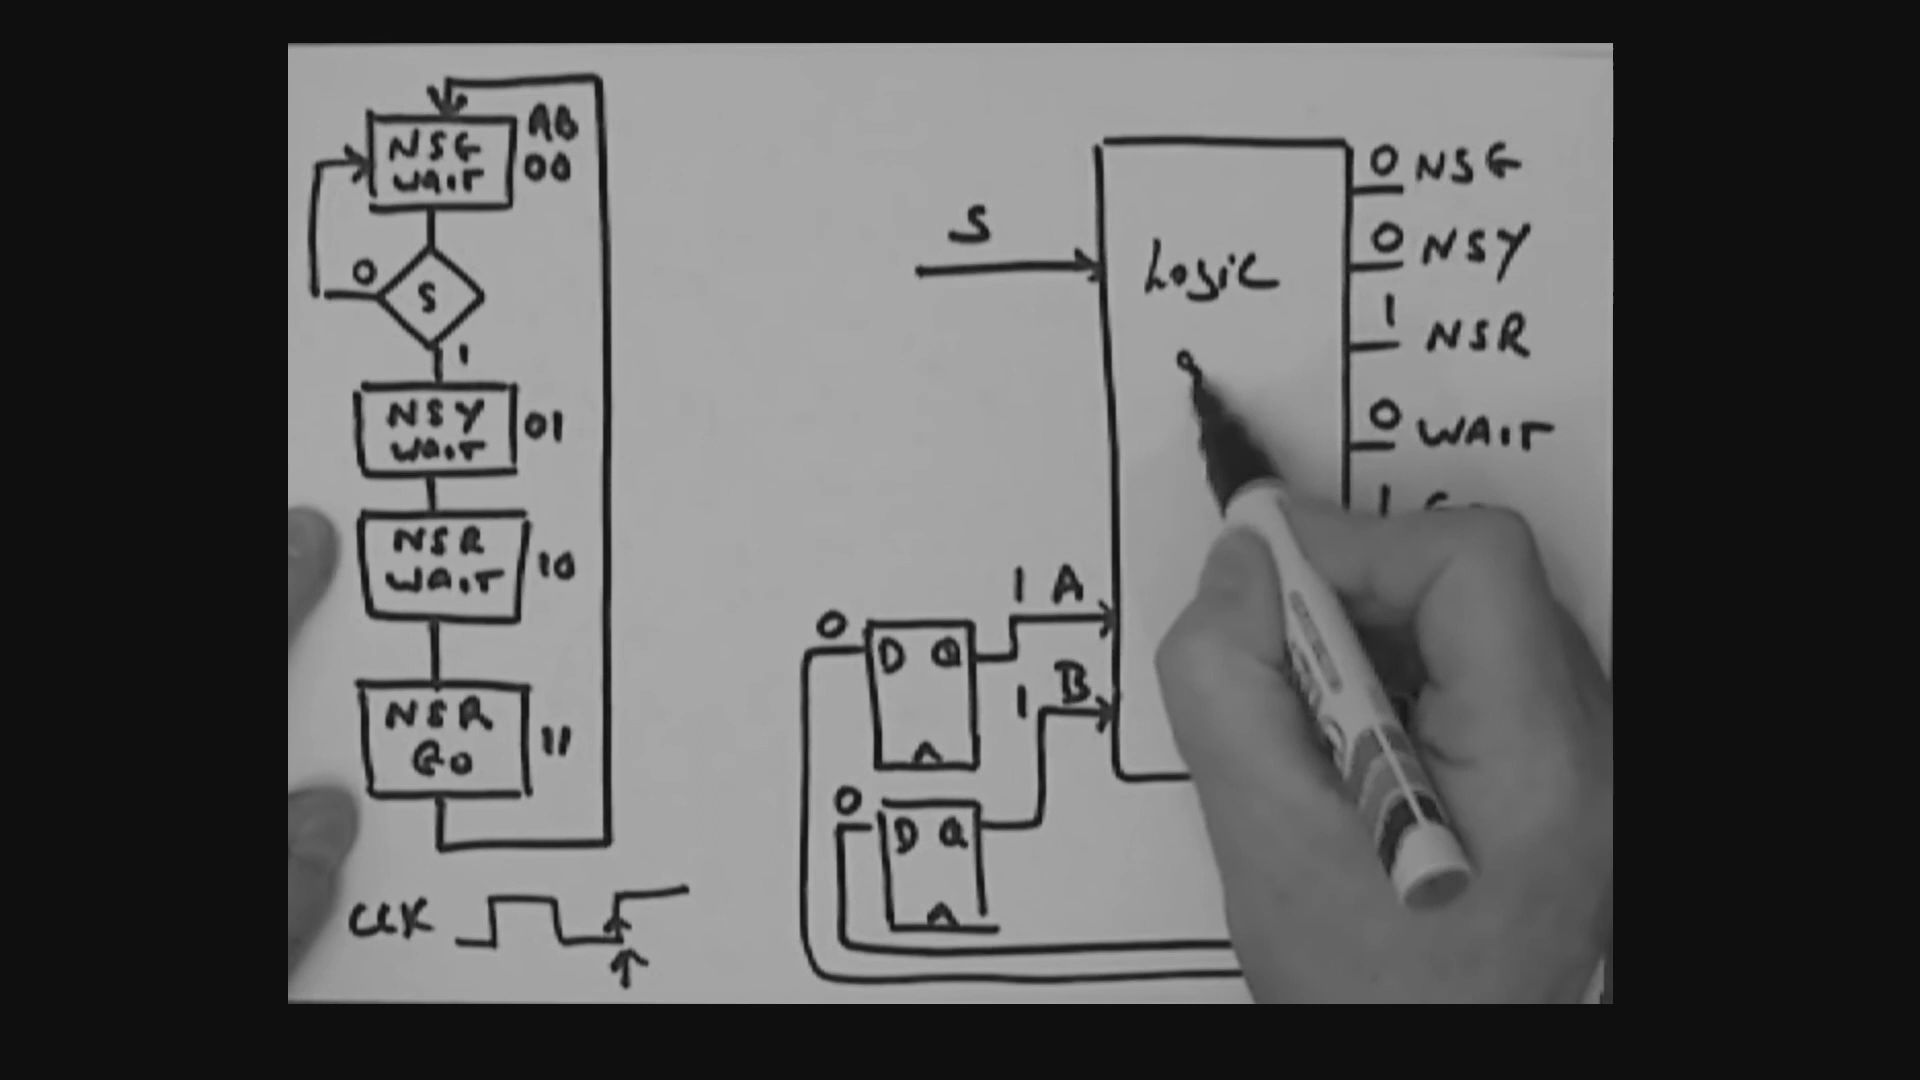 AB
NSG
WAIT
00
0
S
1
NSY
WAIT
01
NSR
WAIT
10
NSR
GO
11
CLK
S
Logic
0 NSG
0 NSY
1 NSR
0 WAIT
1
1 A
1 B
0
D Q
0
D Q